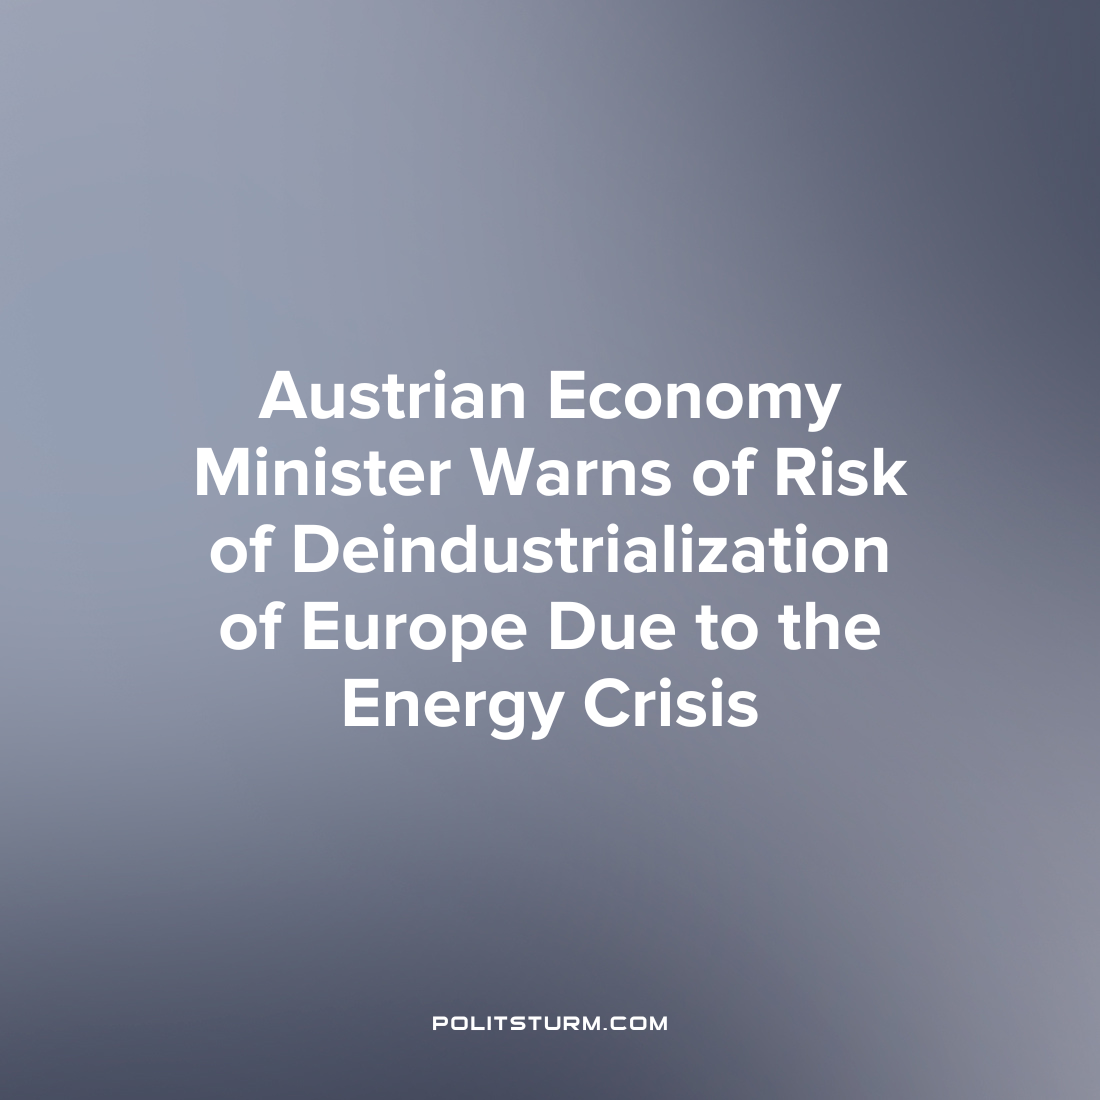 Austrian Economy
Minister Warns of Risk
of Deindustrialization
of Europe Due to the
Energy Crisis
POLITSTURM.COM